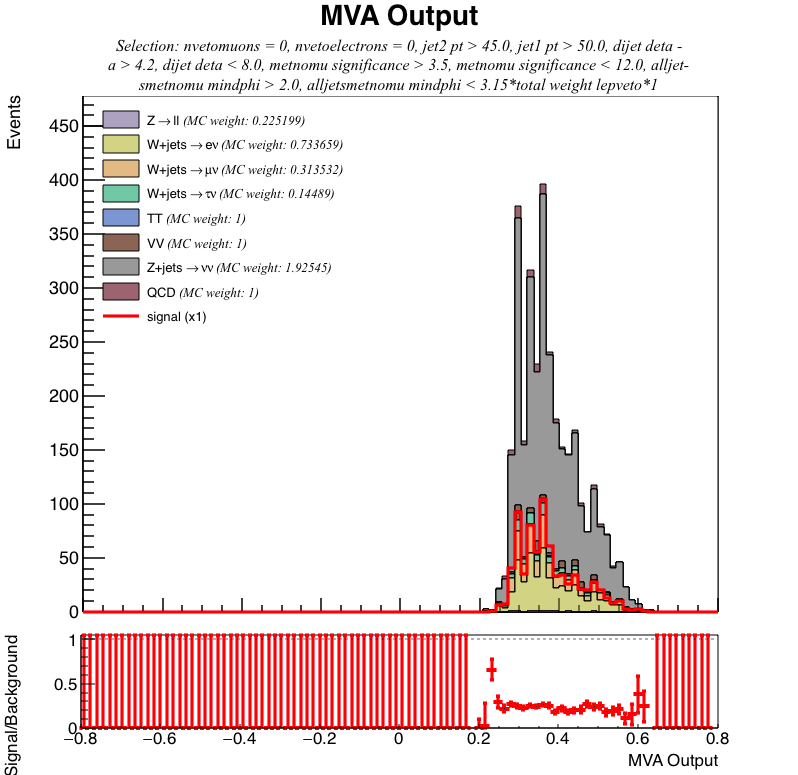 MVA Output
Selection: nvetomuons = 0, nvetoelectrons = 0, jet2 pt > 45.0, jet1 pt > 50.0, dijet deta -
a > 4.2, dijet deta < 8.0, metnomu significance > 3.5, metnomu significance < 12.0, alljet-
smetnomu mindphi > 2.0, alljetsmetnomu mindphi < 3.15*total weight lepveto*1
Events
450
400
350
300
250
200
150
100
50
0
Z→ll (MC weight: 0.225199)
W+jets→eν (MC weight: 0.733659)
W+jets→μν (MC weight: 0.313532)
W+jets→τν (MC weight: 0.14489)
TT (MC weight: 1)
VV (MC weight: 1)
Z+jets→νν (MC weight: 1.92545)
QCD (MC weight: 1)
signal (x1)
Signal/Background
1
0.5
0
−0.8 −0.6 −0.4 −0.2 0 0.2 0.4 0.6 0.8
MVA Output